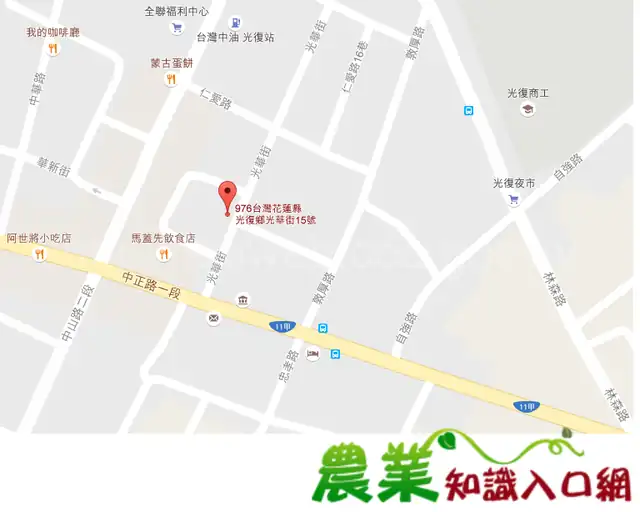 全聯福利中心
我的咖啡廳
台灣中油 光復站
光華街
仁愛路16巷
敦厚路
蒙古蛋餅
中華路
仁愛路
光復商工
華新街
光華街
自強路
光復夜市
976台灣花蓮縣
光復鄉光華街15號
阿世將小吃店
馬蓋先飲食店
光華街
中正路一段
敦厚路
林森路
中山路二段
11甲
自強路
忠孝路
11甲
林森路
農業知識入口網